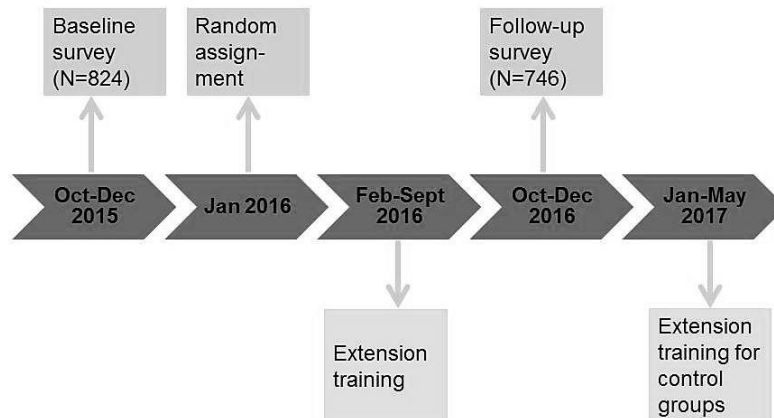 Baseline
survey
(N=824)
Random
assign-
ment
Follow-up
survey
(N=746)
Oct-Dec
2015
Jan 2016
Feb-Sept
2016
Oct-Dec
2016
Jan-May
2017
Extension
training
Extension
training for
control
groups